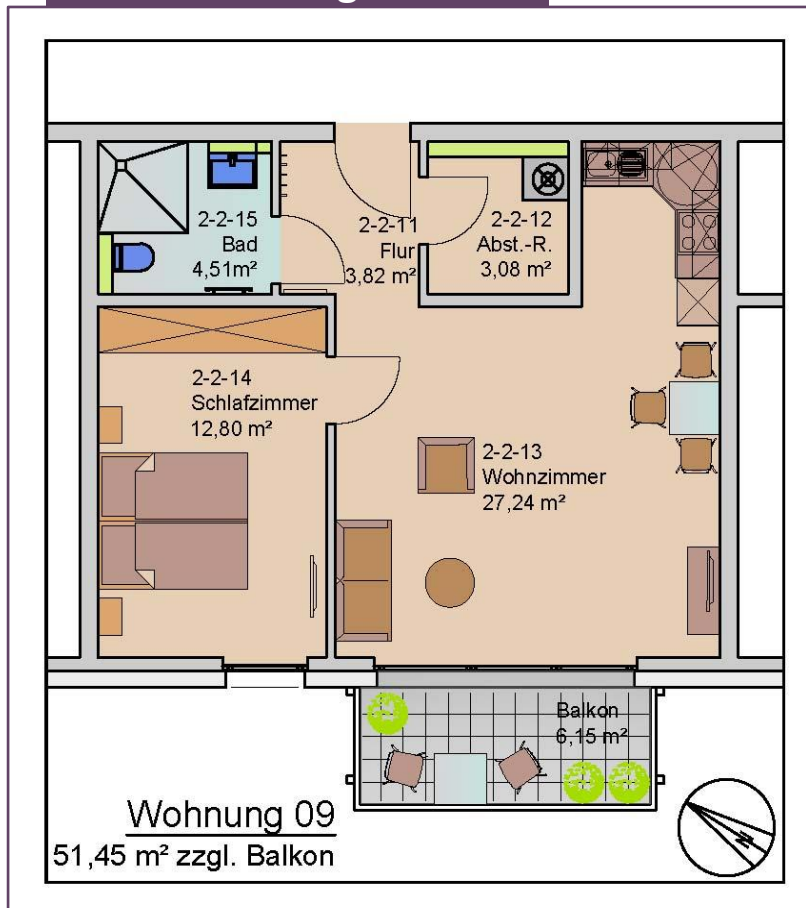 2-2-15
Bad
4,51m²
2-2-11
Flur
3,82 m²
2-2-12
Abst.-R.
3,08 m²
2-2-14
Schlafzimmer
12,80 m²
2-2-13
Wohnzimmer
27,24 m²
Balkon
6,15 m²
Wohnung 09
51,45 m² zzgl. Balkon
N